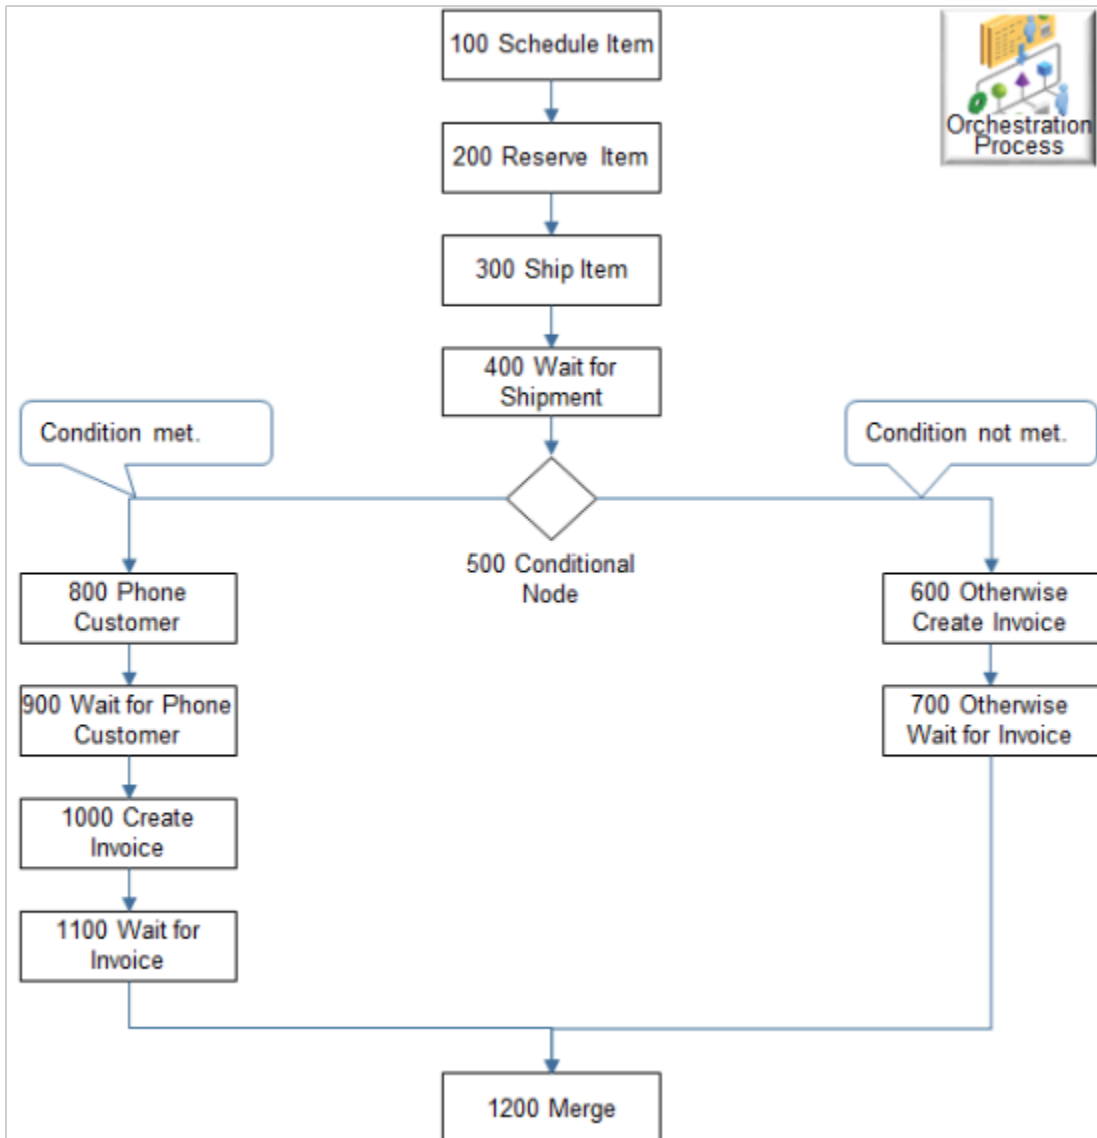 100 Schedule Item
Orchestration
Process
200 Reserve Item
300 Ship Item
400 Wait for
Shipment
Condition met.
Condition not met.
500 Conditional
Node
800 Phone
Customer
600 Otherwise
Create Invoice
900 Wait for Phone
Customer
700 Otherwise
Wait for Invoice
1000 Create
Invoice
1100 Wait for
Invoice
1200 Merge